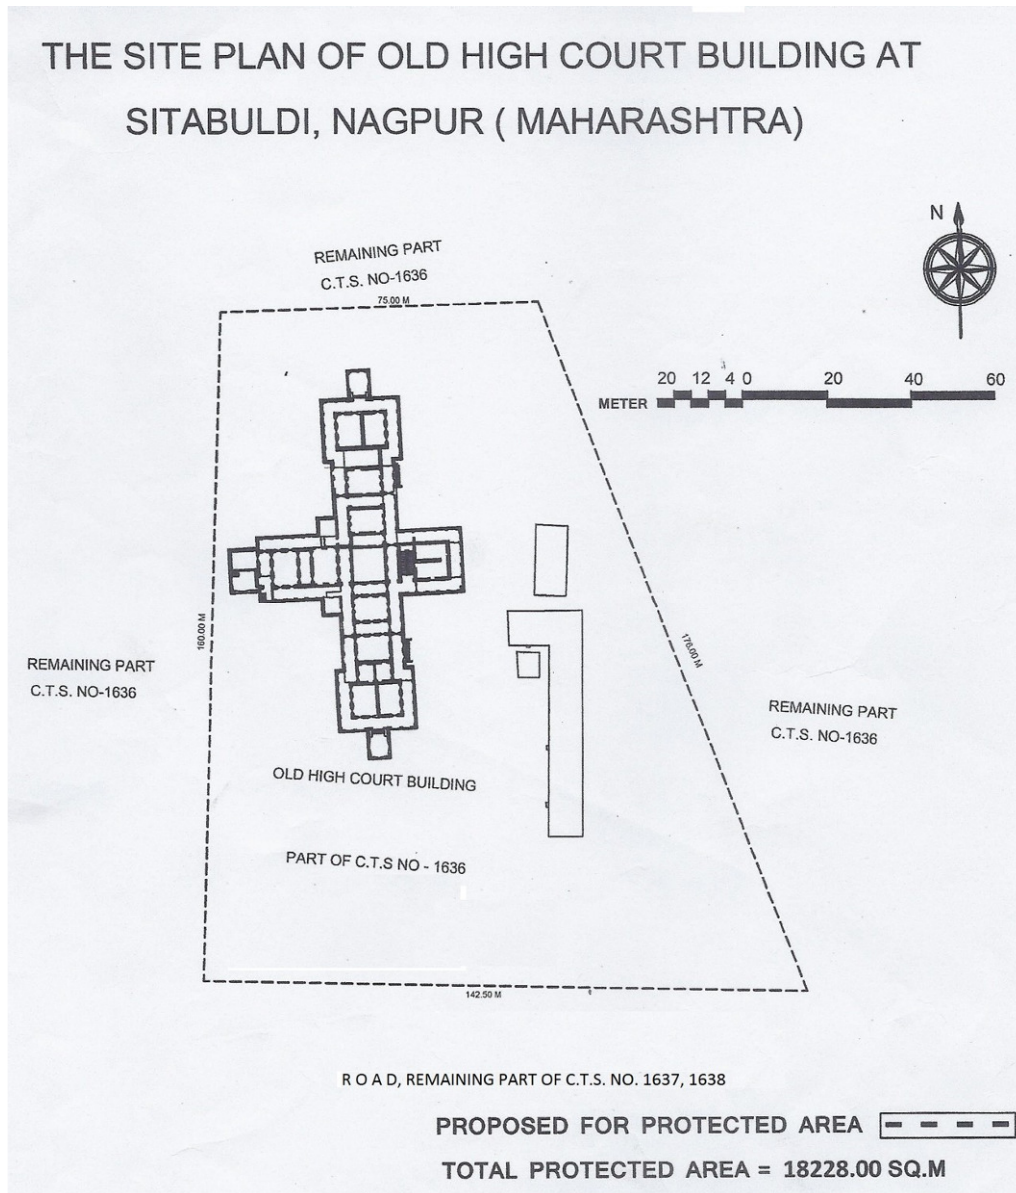 THE SITE PLAN OF OLD HIGH COURT BUILDING AT
SITABULDI, NAGPUR ( MAHARASHTRA)
N
REMAINING PART
C.T.S. NO-1636
75.00 M
20 12 4 0 20 40 60
METER
160.00 M
176.00 M
REMAINING PART
C.T.S. NO-1636
REMAINING PART
C.T.S. NO-1636
OLD HIGH COURT BUILDING
PART OF C.T.S NO - 1636
142.50 M
R O A D, REMAINING PART OF C.T.S. NO. 1637, 1638
PROPOSED FOR PROTECTED AREA
TOTAL PROTECTED AREA = 18228.00 SQ.M